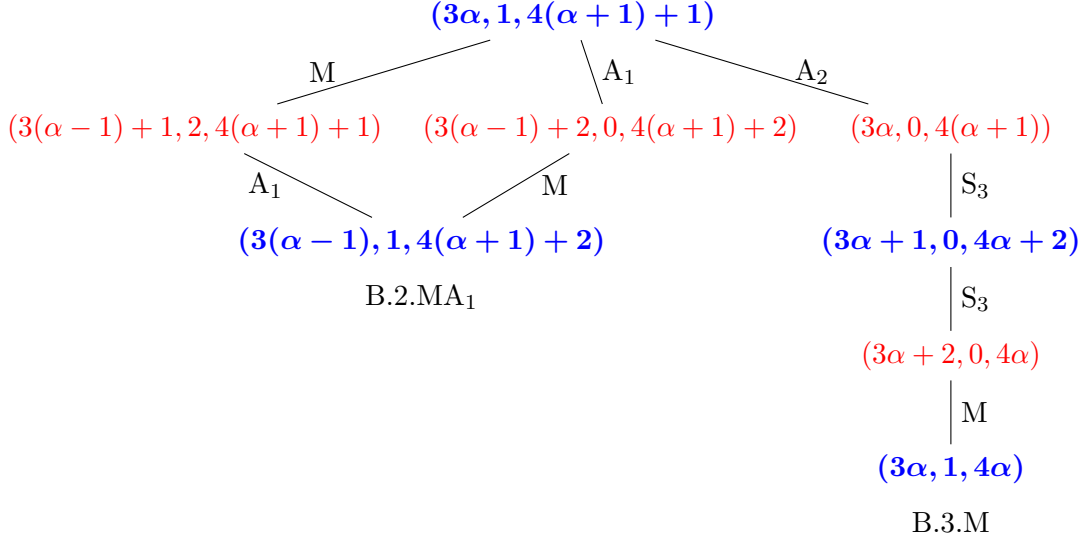 (3α, 1, 4(α + 1) + 1)
M A₁ A₂
(3(α − 1) + 1, 2, 4(α + 1) + 1) (3(α − 1) + 2, 0, 4(α + 1) + 2) (3α, 0, 4(α + 1))
A₁ M S₃
(3(α − 1), 1, 4(α + 1) + 2) (3α + 1, 0, 4α + 2)
B.2.MA₁ S₃
(3α + 2, 0, 4α)
M
(3α, 1, 4α)
B.3.M